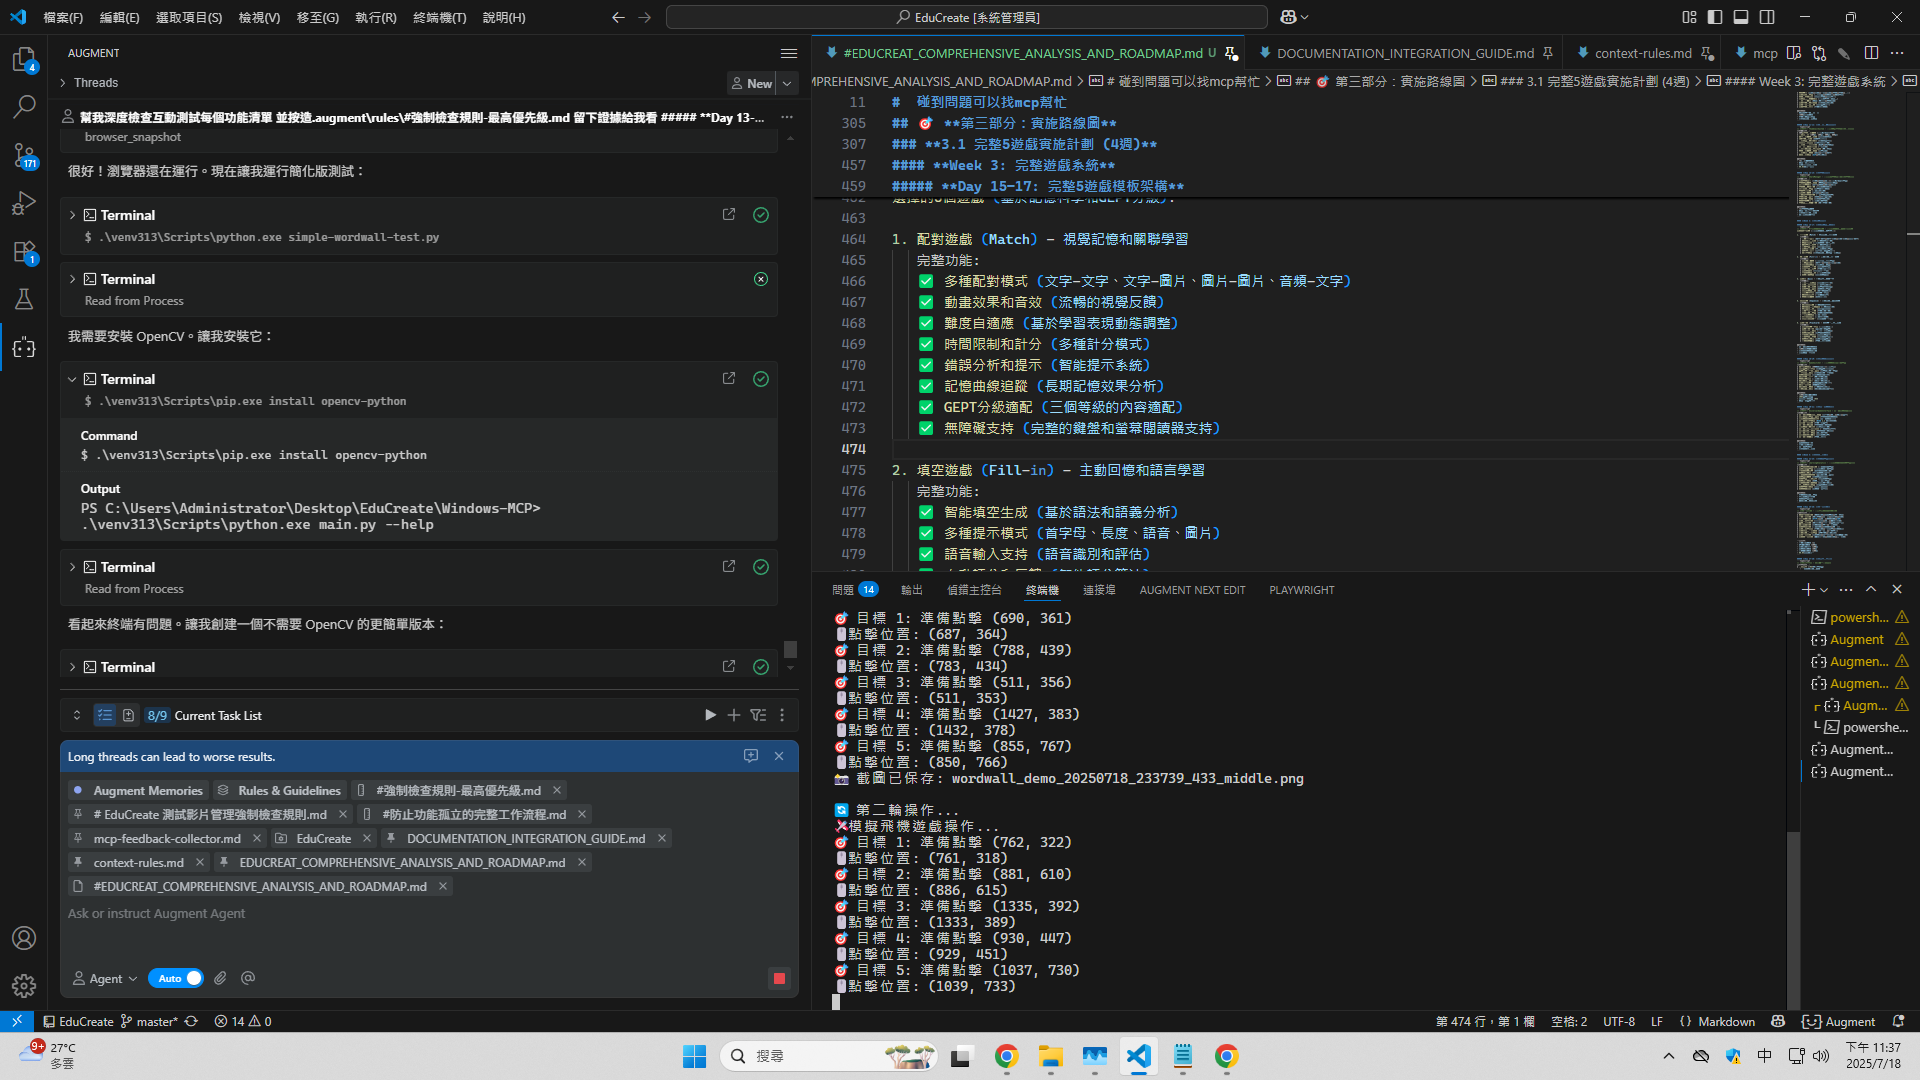 檔案(F) 編輯(E) 選取項目(S) 檢視(V) 移至(G) 執行(R) 終端機(T) 說明(H)
EduCreate [系統管理員]
AUGMENT
Threads
New
幫我深度檢查互動測試每個功能清單 並按造.augment\rules\#強制檢查規則-最高優先級.md 留下證據給我看 ##### **Day 13-...
browser_snapshot
很好！瀏覽器還在運行。現在讓我運行簡化版測試：
Terminal
$ .\venv313\Scripts\python.exe simple-wordwall-test.py
Terminal
Read from Process
我需要安裝 OpenCV。讓我安裝它：
Terminal
$ .\venv313\Scripts\pip.exe install opencv-python
Command
$ .\venv313\Scripts\pip.exe install opencv-python
Output
PS C:\Users\Administrator\Desktop\EduCreate\Windows-MCP>
.\venv313\Scripts\python.exe main.py --help
Terminal
Read from Process
看起來終端有問題。讓我創建一個不需要 OpenCV 的更簡單版本：
Terminal
8/9 Current Task List
Long threads can lead to worse results.
Augment Memories Rules & Guidelines #強制檢查規則-最高優先級.md
# EduCreate 測試影片管理強制檢查規則.md #防止功能孤立的完整工作流程.md
mcp-feedback-collector.md EduCreate DOCUMENTATION_INTEGRATION_GUIDE.md
context-rules.md EDUCREAT_COMPREHENSIVE_ANALYSIS_AND_ROADMAP.md
#EDUCREAT_COMPREHENSIVE_ANALYSIS_AND_ROADMAP.md
Ask or instruct Augment Agent
Agent Auto
#EDUCREAT_COMPREHENSIVE_ANALYSIS_AND_ROADMAP.md U DOCUMENTATION_INTEGRATION_GUIDE.md context-rules.md mcp
MPREHENSIVE_ANALYSIS_AND_ROADMAP.md > # 碰到問題可以找mcp幫忙 > ## 🎯 第三部分：實施路線圖 > ### 3.1 完整5遊戲實施計劃 (4週) > #### Week 3: 完整遊戲系統 >
11 # 碰到問題可以找mcp幫忙
305 ## 🎯 **第三部分：實施路線圖**
307 ### **3.1 完整5遊戲實施計劃 (4週)**
457 #### **Week 3: 完整遊戲系統**
459 ##### **Day 15-17: 完整5遊戲模板架構**
463
464 1. 配對遊戲 (Match) - 視覺記憶和關聯學習
465 完整功能:
466 ✅ 多種配對模式 (文字-文字、文字-圖片、圖片-圖片、音頻-文字)
467 ✅ 動畫效果和音效 (流暢的視覺反饋)
468 ✅ 難度自適應 (基於學習表現動態調整)
469 ✅ 時間限制和計分 (多種計分模式)
470 ✅ 錯誤分析和提示 (智能提示系統)
471 ✅ 記憶曲線追蹤 (長期記憶效果分析)
472 ✅ GEPT分級適配 (三個等級的內容適配)
473 ✅ 無障礙支持 (完整的鍵盤和螢幕閱讀器支持)
474
475 2. 填空遊戲 (Fill-in) - 主動回憶和語言學習
476 完整功能:
477 ✅ 智能填空生成 (基於語法和語義分析)
478 ✅ 多種提示模式 (首字母、長度、語音、圖片)
479 ✅ 語音輸入支持 (語音識別和評估)
問題 14 輸出 偵錯主控台 終端機 連接埠 AUGMENT NEXT EDIT PLAYWRIGHT
🎯 目標 1: 準備點擊 (690, 361)
點擊位置: (687, 364)
🎯 目標 2: 準備點擊 (788, 439)
點擊位置: (783, 434)
🎯 目標 3: 準備點擊 (511, 356)
點擊位置: (511, 353)
🎯 目標 4: 準備點擊 (1427, 383)
點擊位置: (1432, 378)
🎯 目標 5: 準備點擊 (855, 767)
點擊位置: (850, 766)
📸 截圖已保存: wordwall_demo_20250718_233739_433_middle.png
🔄 第二輪操作...
模擬飛機遊戲操作...
🎯 目標 1: 準備點擊 (762, 322)
點擊位置: (761, 318)
🎯 目標 2: 準備點擊 (881, 610)
點擊位置: (886, 615)
🎯 目標 3: 準備點擊 (1335, 392)
點擊位置: (1333, 389)
🎯 目標 4: 準備點擊 (930, 447)
點擊位置: (929, 451)
🎯 目標 5: 準備點擊 (1037, 730)
點擊位置: (1039, 733)
powersh...
Augment
Augmen...
Augmen...
Augm...
powershe...
Augment...
Augment...
4
171
1
EduCreate master* 14 0
第 474 行，第 1 欄 空格: 2 UTF-8 LF {} Markdown Augment
9+ 27°C
多雲
搜尋
中
下午 11:37
2025/7/18